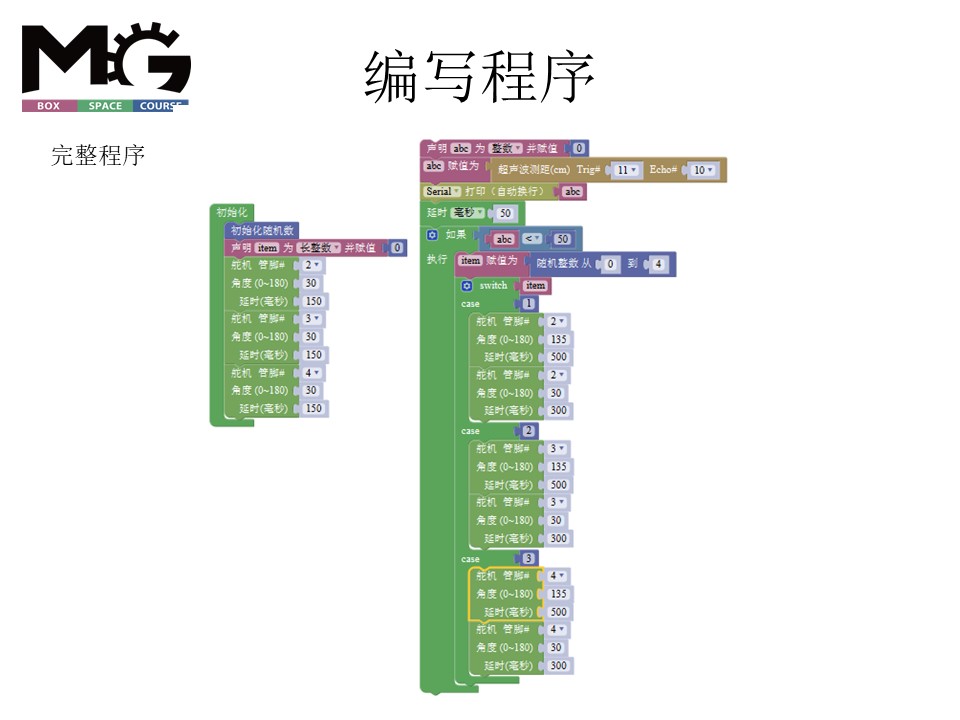 MG
BOX SPACE COURSE
编写程序
完整程序
初始化
初始化随机数
声明 item 为 长整数 并赋值 0
舵机 管脚# 2
角度 (0~180) 30
延时(毫秒) 150
舵机 管脚# 3
角度 (0~180) 30
延时(毫秒) 150
舵机 管脚# 4
角度 (0~180) 30
延时(毫秒) 150
声明 abc 为 整数 并赋值 0
abc 赋值为 超声波测距(cm) Trig# 11 Echo# 10
Serial 打印（自动换行） abc
延时 毫秒 50
如果 abc < 50
执行 item 赋值为 随机整数 从 0 到 4
switch item
case 1
舵机 管脚# 2
角度 (0~180) 135
延时(毫秒) 500
舵机 管脚# 2
角度 (0~180) 30
延时(毫秒) 300
case 2
舵机 管脚# 3
角度 (0~180) 135
延时(毫秒) 500
舵机 管脚# 3
角度 (0~180) 30
延时(毫秒) 300
case 3
舵机 管脚# 4
角度 (0~180) 135
延时(毫秒) 500
舵机 管脚# 4
角度 (0~180) 30
延时(毫秒) 300